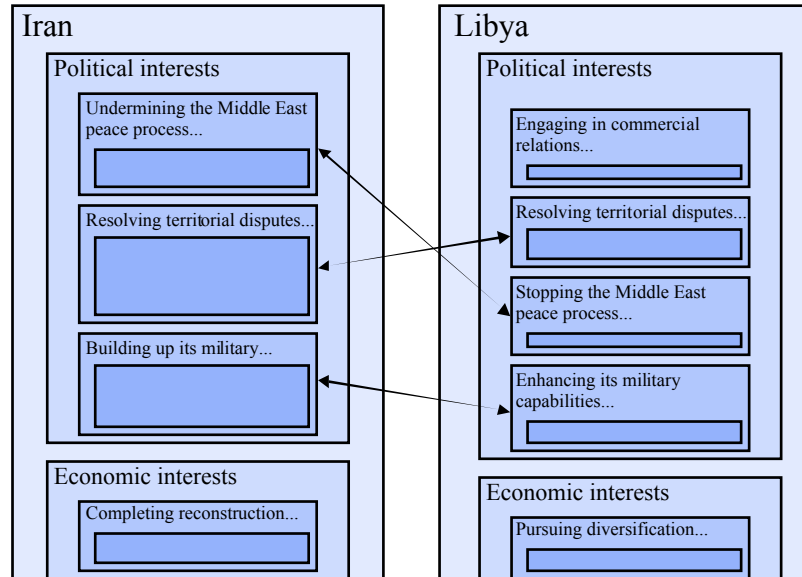 Iran
Political interests
Undermining the Middle East
peace process...
Resolving territorial disputes...
Building up its military...
Economic interests
Completing reconstruction...
Libya
Political interests
Engaging in commercial
relations...
Resolving territorial disputes...
Stopping the Middle East
peace process...
Enhancing its military
capabilities...
Economic interests
Pursuing diversification...